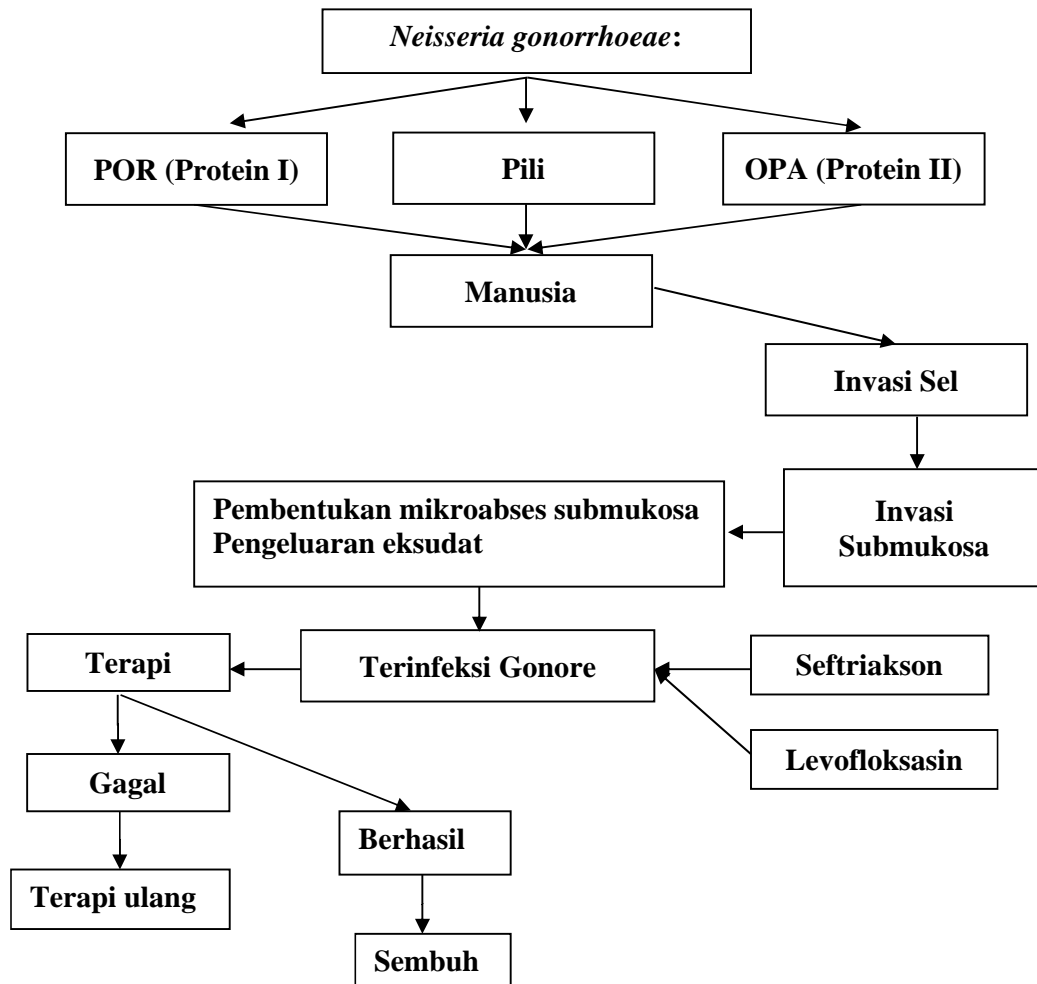 Neisseria gonorrhoeae:
POR (Protein I)
Pili
OPA (Protein II)
Manusia
Invasi Sel
Invasi
Submukosa
Pembentukan mikroabses submukosa
Pengeluaran eksudat
Terapi
Terinfeksi Gonore
Seftriakson
Levofloksasin
Gagal
Berhasil
Terapi ulang
Sembuh